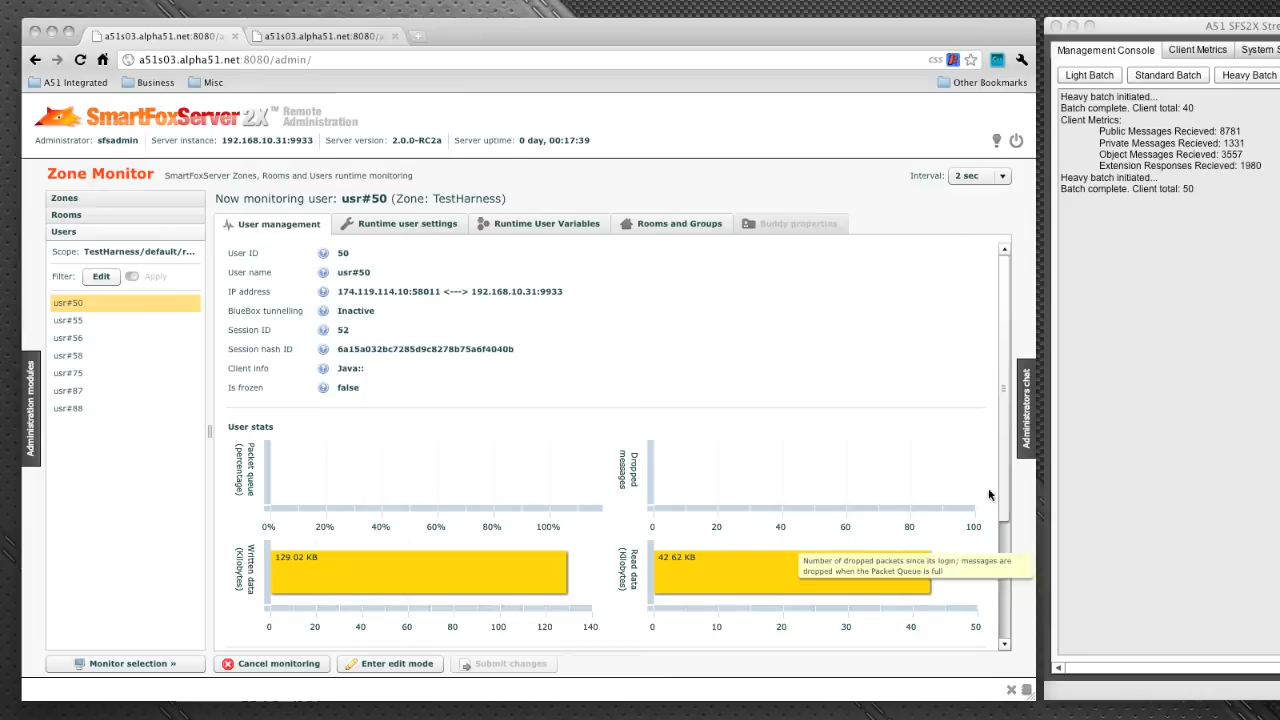 a51s03.alpha51.net:8080/a
a51s03.alpha51.net:8080/a
a51s03.alpha51.net:8080/admin/
css
A51 Integrated
Business
Misc
Other Bookmarks
SmartFoxServer 2X™ Remote Administration
Administrator: sfsadmin Server instance: 192.168.10.31:9933 Server version: 2.0.0-RC2a Server uptime: 0 day, 00:17:39
Zone Monitor SmartFoxServer Zones, Rooms and Users runtime monitoring
Interval: 2 sec
Zones
Rooms
Users
Scope: TestHarness/default/r...
Filter: Edit Apply
usr#50
usr#55
usr#56
usr#58
usr#75
usr#87
usr#88
Monitor selection »
Administration modules
Now monitoring user: usr#50 (Zone: TestHarness)
User management
Runtime user settings
Runtime User Variables
Rooms and Groups
Buddy properties
User ID 50
User name usr#50
IP address 174.119.114.10:58011 <---> 192.168.10.31:9933
BlueBox tunnelling Inactive
Session ID 52
Session hash ID 6a15a032bc7285d9c8278b75a6f4040b
Client info Java::
Is frozen false
User stats
Packet queue
(percentage)
0% 20% 40% 60% 80% 100%
Dropped
messages
0 20 40 60 80 100
Written data
(Kilobytes)
129.02 KB
0 20 40 60 80 100 120 140
Read data
(Kilobytes)
42.62 KB
0 10 20 30 40 50
Number of dropped packets since its login; messages are
dropped when the Packet Queue is full
Cancel monitoring
Enter edit mode
Submit changes
Administrators chat
A51 SFS2X Stre
Management Console
Client Metrics
System S
Light Batch
Standard Batch
Heavy Batch
Heavy batch initiated...
Batch complete. Client total: 40
Client Metrics:
Public Messages Recieved: 8781
Private Messages Recieved: 1331
Object Messages Recieved: 3557
Extension Responses Recieved: 1980
Heavy batch initiated...
Batch complete. Client total: 50